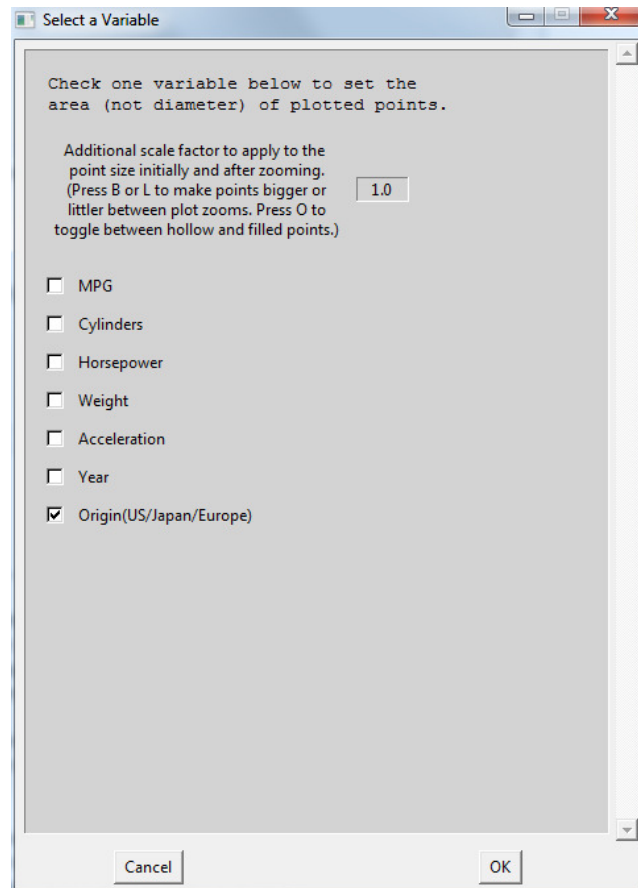 Select a Variable
Check one variable below to set the
area (not diameter) of plotted points.
Additional scale factor to apply to the
point size initially and after zooming.
(Press B or L to make points bigger or
littler between plot zooms. Press O to
toggle between hollow and filled points.)
1.0
MPG
Cylinders
Horsepower
Weight
Acceleration
Year
Origin(US/Japan/Europe)
Cancel
OK